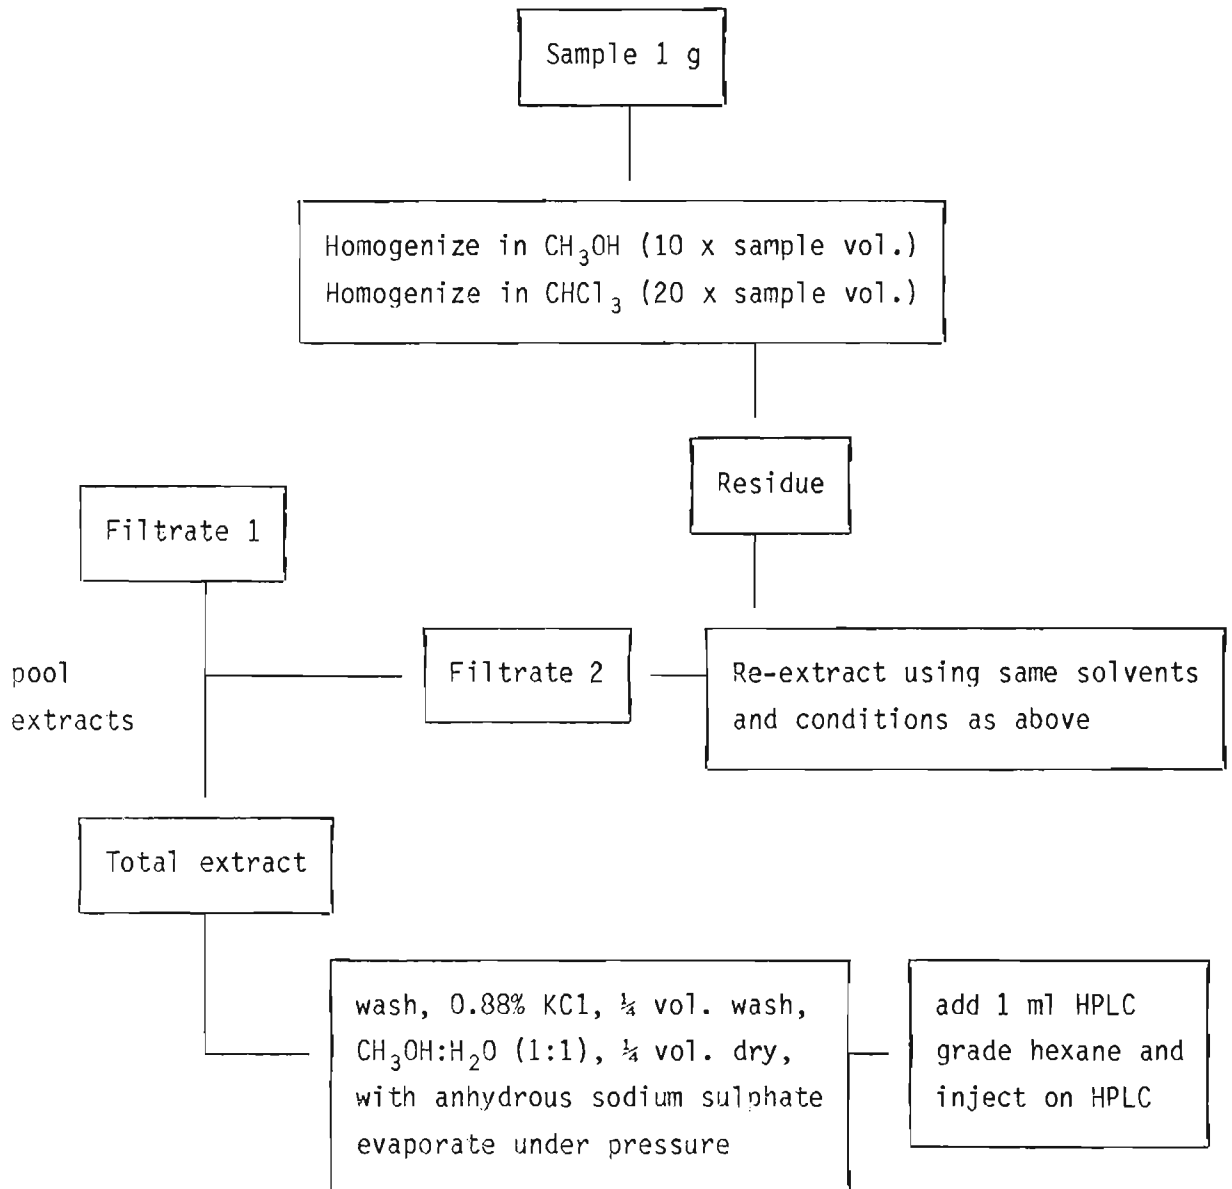 Sample 1 g
Homogenize in CH₃OH (10 x sample vol.)
Homogenize in CHCl₃ (20 x sample vol.)
Residue
Filtrate 1
pool
extracts
Filtrate 2
Re-extract using same solvents
and conditions as above
Total extract
wash, 0.88% KCl, ¼ vol. wash,
CH₃OH:H₂O (1:1), ¼ vol. dry,
with anhydrous sodium sulphate
evaporate under pressure
add 1 ml HPLC
grade hexane and
inject on HPLC